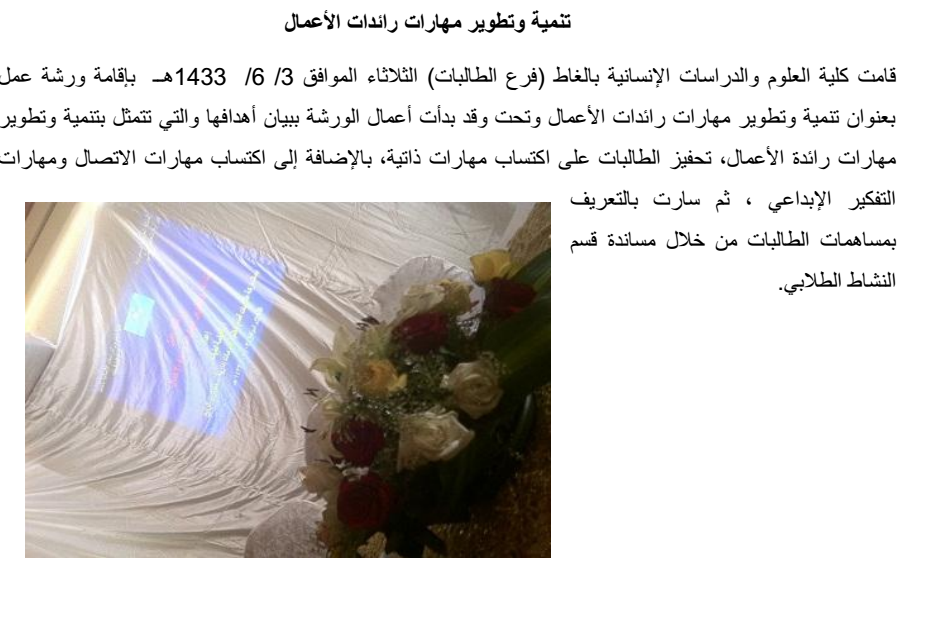 تنمية وتطوير مهارات رائدات الأعمال
قامت كلية العلوم والدراسات الإنسانية بالغاط (فرع الطالبات) الثلاثاء الموافق 3/ 6/ 1433هـ بإقامة ورشة عمل
بعنوان تنمية وتطوير مهارات رائدات الأعمال وتحت وقد بدأت أعمال الورشة ببيان أهدافها والتي تتمثل بتنمية وتطوير
مهارات رائدة الأعمال، تحفيز الطالبات على اكتساب مهارات ذاتية، بالإضافة إلى اكتساب مهارات الاتصال ومهارات
التفكير الإبداعي ، ثم سارت بالتعريف
بمساهمات الطالبات من خلال مساندة قسم
النشاط الطلابي.